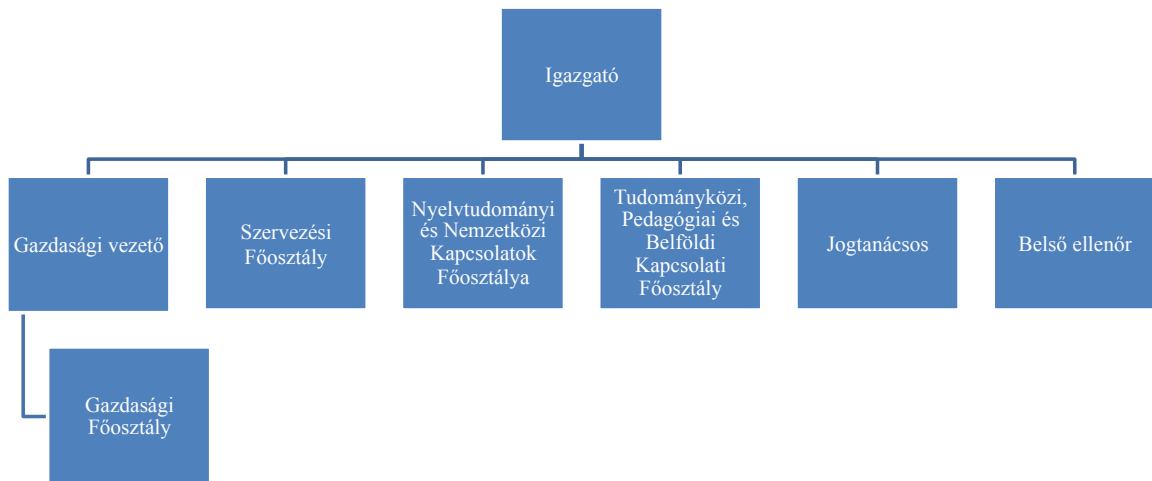 Igazgató
Gazdasági vezető
Szervezési
Főosztály
Nyelvtudományi
és Nemzetközi
Kapcsolatok
Főosztálya
Tudományközi,
Pedagógiai és
Belföldi
Kapcsolati
Főosztály
Jogtanácsos
Belső ellenőr
Gazdasági
Főosztály